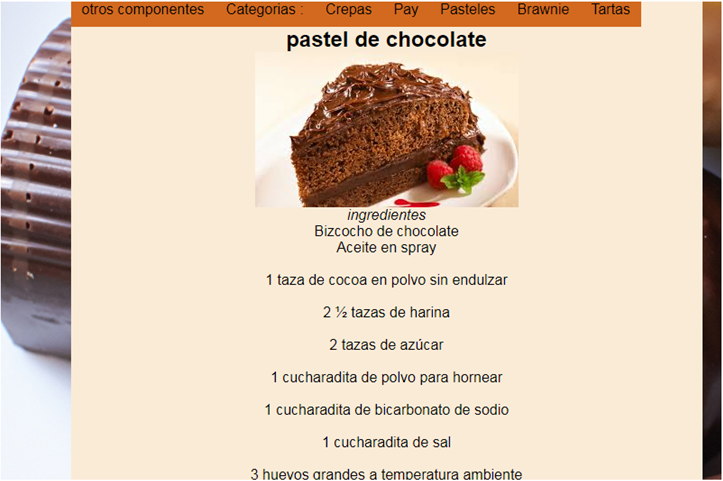 otros componentes Categorias : Crepas Pay Pasteles Brawnie Tartas
pastel de chocolate
ingredientes
Bizcocho de chocolate
Aceite en spray
1 taza de cocoa en polvo sin endulzar
2 ½ tazas de harina
2 tazas de azúcar
1 cucharadita de polvo para hornear
1 cucharadita de bicarbonato de sodio
1 cucharadita de sal
3 huevos grandes a temperatura ambiente